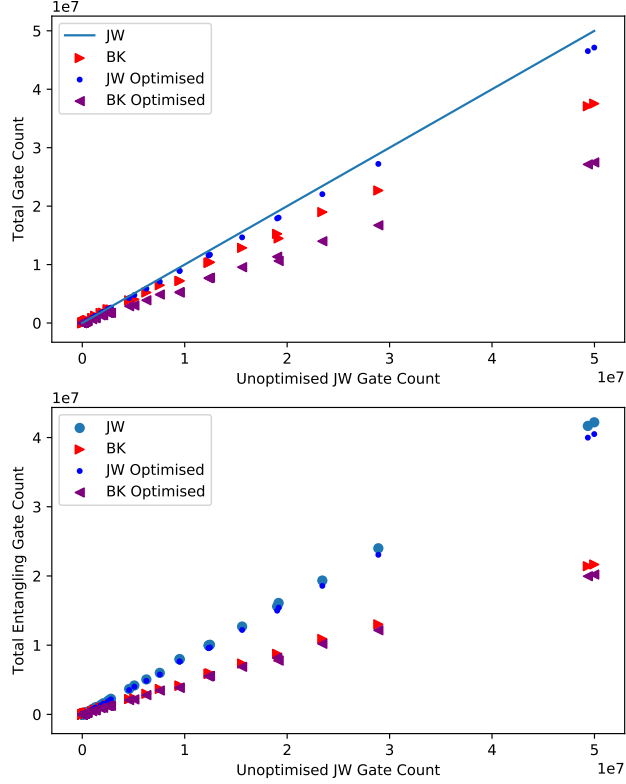 1e7
5
4
3
2
1
0
Total Gate Count
JW
BK
JW Optimised
BK Optimised
0
1
2
3
4
5
Unoptimised JW Gate Count
1e7
1e7
4
3
2
1
0
Total Entangling Gate Count
JW
BK
JW Optimised
BK Optimised
0
1
2
3
4
5
Unoptimised JW Gate Count
1e7